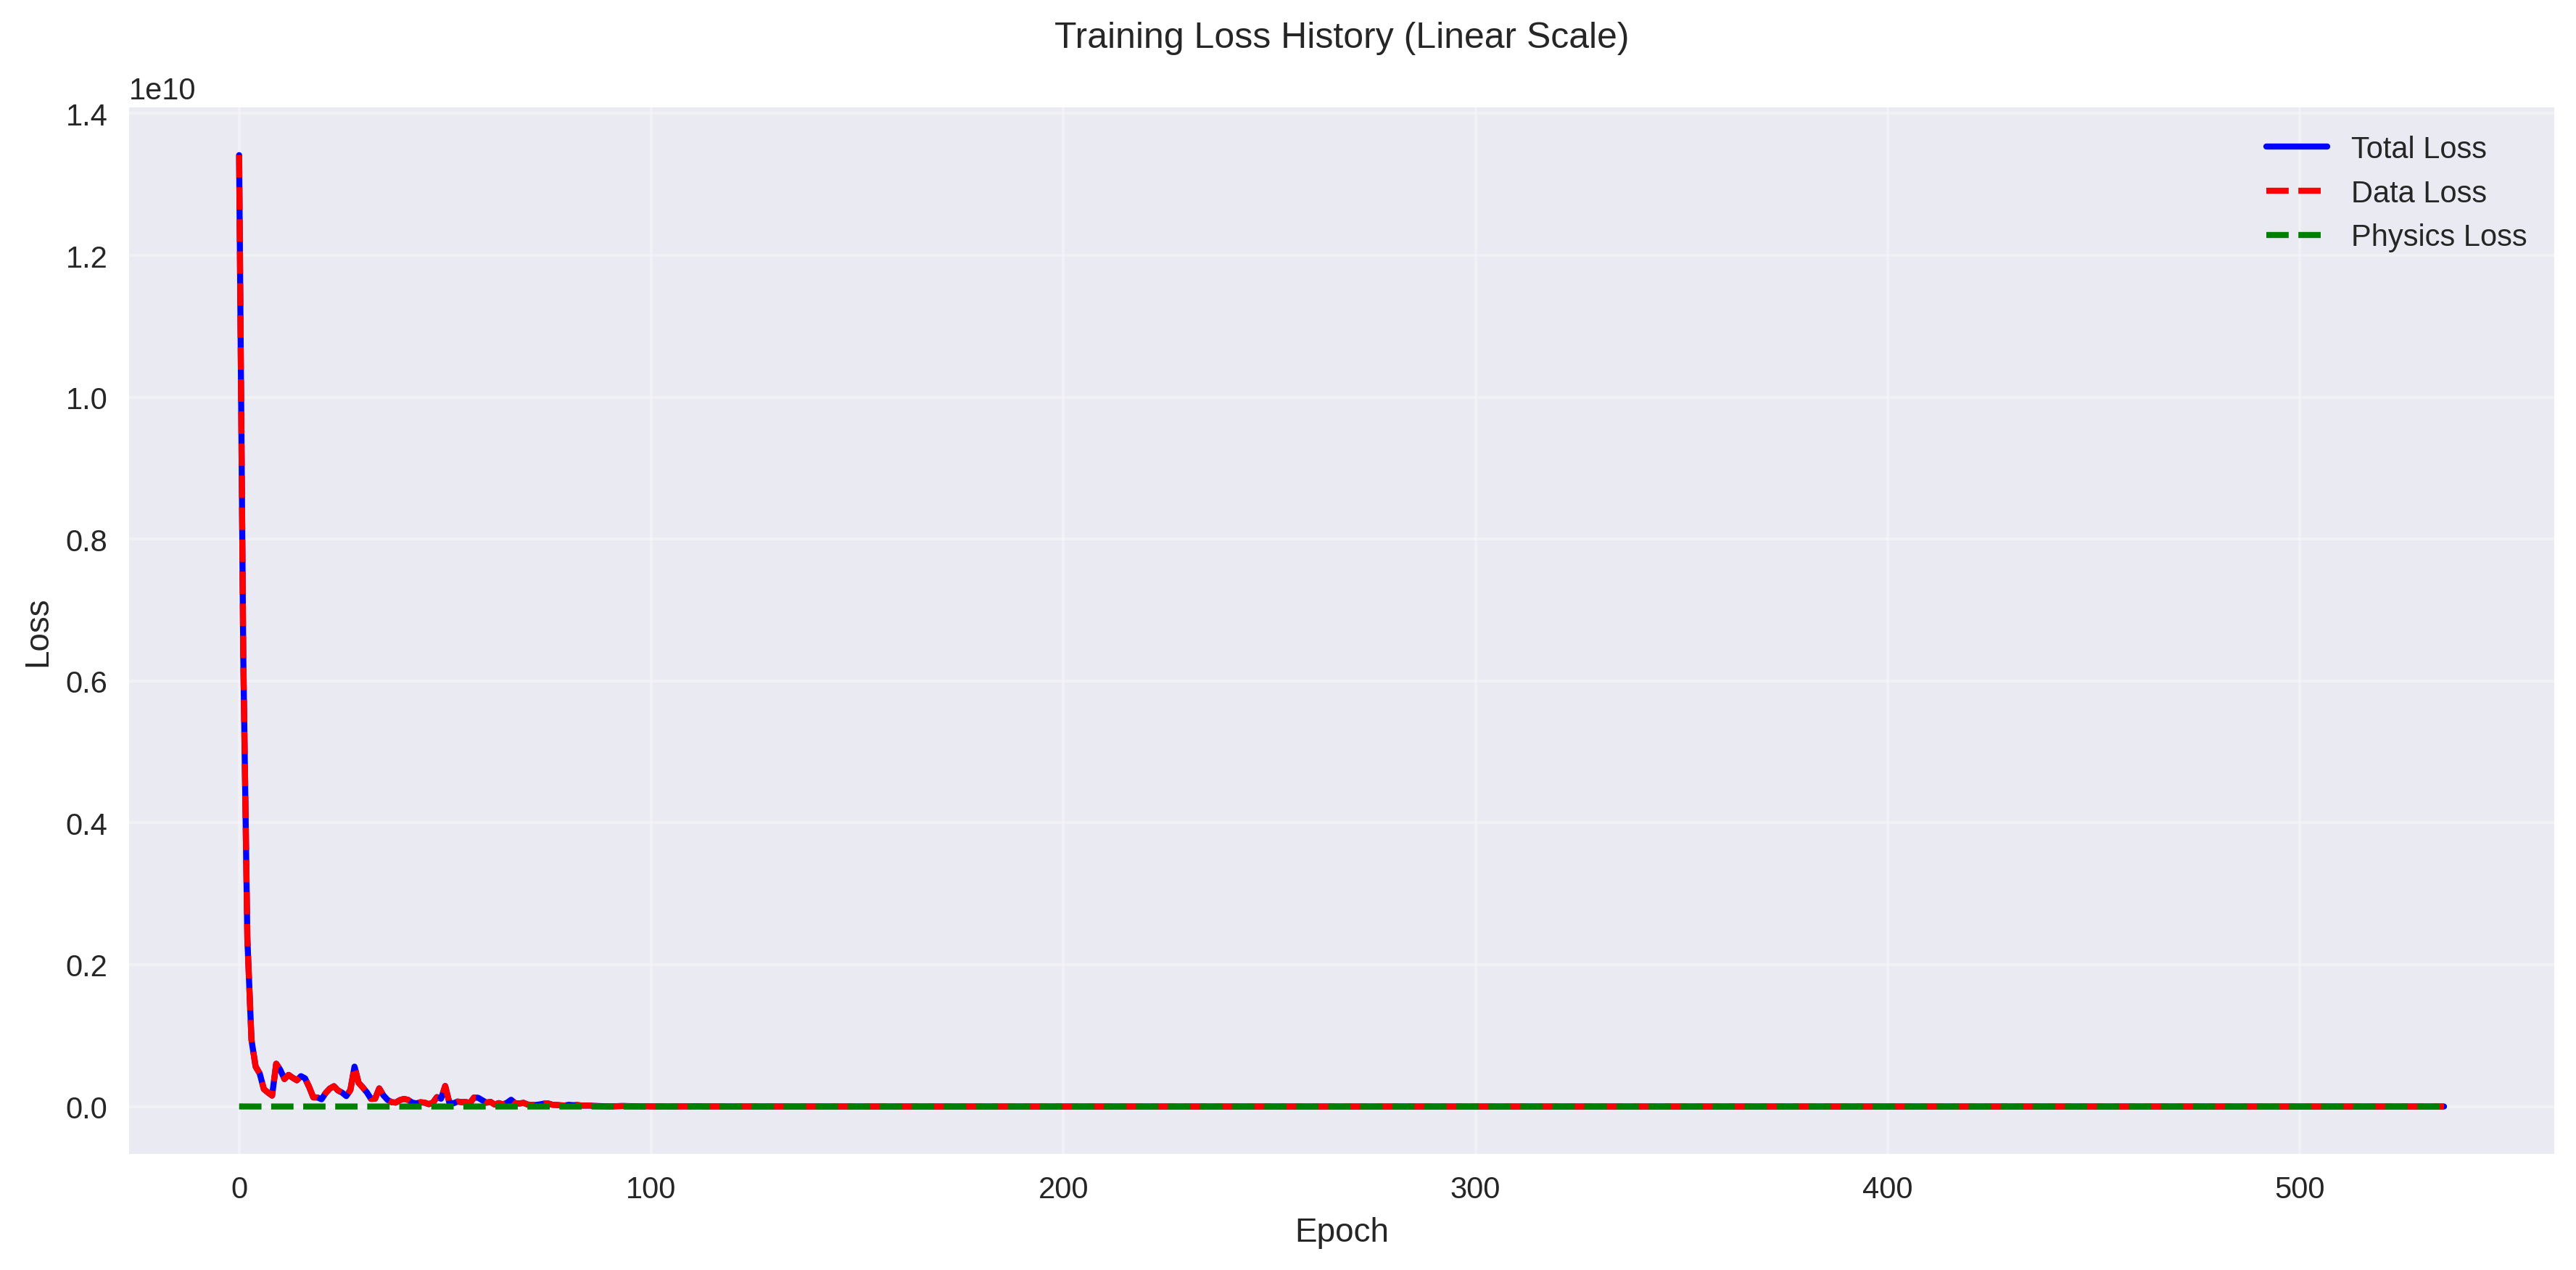 Training Loss History (Linear Scale)
1e10
1.4
1.2
1.0
0.8
0.6
0.4
0.2
0.0
Loss
Total Loss
Data Loss
Physics Loss
0 100 200 300 400 500
Epoch